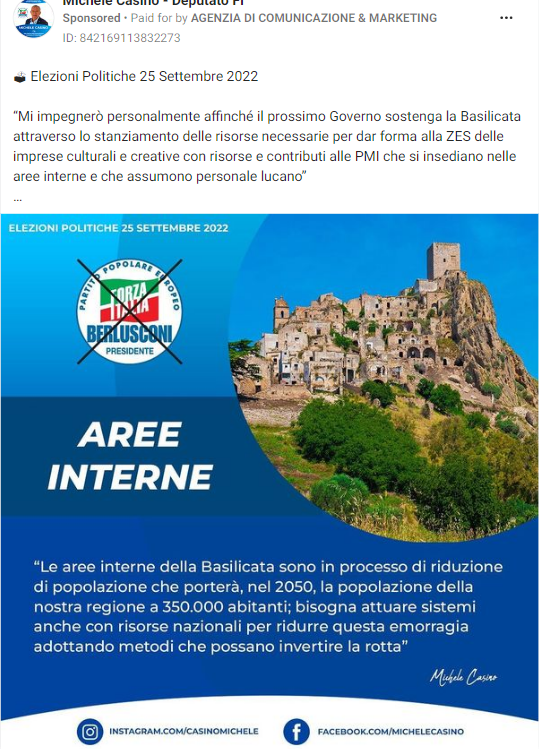 Michele Casino - Deputato FI
Sponsored • Paid for by AGENZIA DI COMUNICAZIONE & MARKETING
ID: 842169113832273
Elezioni Politiche 25 Settembre 2022
“Mi impegnerò personalmente affinché il prossimo Governo sostenga la Basilicata
attraverso lo stanziamento delle risorse necessarie per dar forma alla ZES delle
imprese culturali e creative con risorse e contributi alle PMI che si insediano nelle
aree interne e che assumono personale lucano”
...
ELEZIONI POLITICHE 25 SETTEMBRE 2022
PARTITO POPOLARE EUROPEO
FORZA
ITALIA
BERLUSCONI
PRESIDENTE
AREE
INTERNE
“Le aree interne della Basilicata sono in processo di riduzione
di popolazione che porterà, nel 2050, la popolazione della
nostra regione a 350.000 abitanti; bisogna attuare sistemi
anche con risorse nazionali per ridurre questa emorragia
adottando metodi che possano invertire la rotta”
Michele Casino
INSTAGRAM.COM/CASINOMICHELE
FACEBOOK.COM/MICHELECASINO